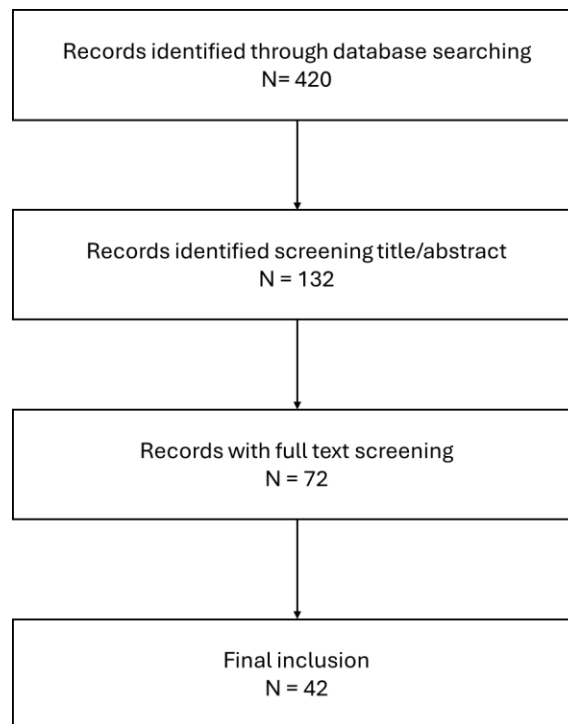 Records identified through database searching
N= 420
Records identified screening title/abstract
N = 132
Records with full text screening
N = 72
Final inclusion
N = 42